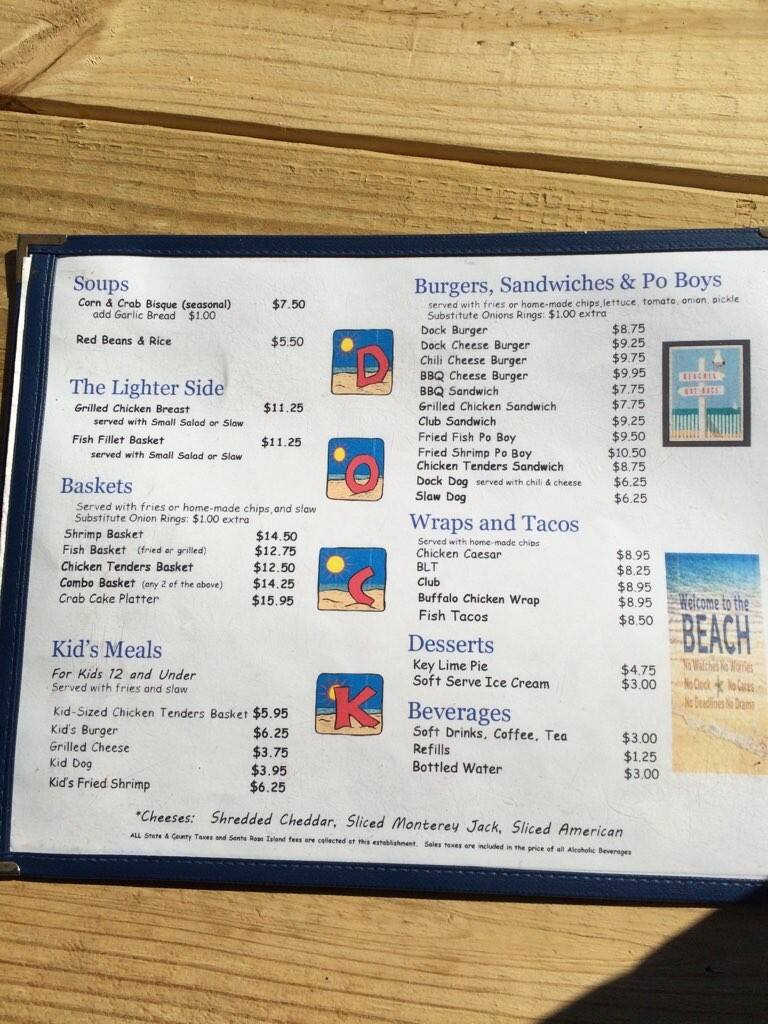 Soups
Corn & Crab Bisque (seasonal) $7.50
add Garlic Bread $1.00
Red Beans & Rice $5.50
The Lighter Side
Grilled Chicken Breast $11.25
served with Small Salad or Slaw
Fish Fillet Basket $11.25
served with Small Salad or Slaw
Baskets
Served with fries or home-made chips,and slaw
Substitute Onion Rings: $1.00 extra
Shrimp Basket $14.50
Fish Basket (fried or grilled) $12.75
Chicken Tenders Basket $12.50
Combo Basket (any 2 of the above) $14.25
Crab Cake Platter $15.95
Kid's Meals
For Kids 12 and Under
Served with fries and slaw
Kid-Sized Chicken Tenders Basket $5.95
Kid's Burger $6.25
Grilled Cheese $3.75
Kid Dog $3.95
Kid's Fried Shrimp $6.25
D
O
C
K
Burgers, Sandwiches & Po Boys
served with fries or home-made chips,lettuce, tomato, onion, pickle
Substitute Onions Rings: $1.00 extra
Dock Burger $8.75
Dock Cheese Burger $9.25
Chili Cheese Burger $9.75
BBQ Cheese Burger $9.95
BBQ Sandwich $7.75
Grilled Chicken Sandwich $7.75
Club Sandwich $9.25
Fried Fish Po Boy $9.50
Fried Shrimp Po Boy $10.50
Chicken Tenders Sandwich $8.75
Dock Dog served with chili & cheese $6.25
Slaw Dog $6.25
Wraps and Tacos
Served with home-made chips
Chicken Caesar $8.95
BLT $8.25
Club $8.95
Buffalo Chicken Wrap $8.95
Fish Tacos $8.50
Desserts
Key Lime Pie $4.75
Soft Serve Ice Cream $3.00
Beverages
Soft Drinks, Coffee, Tea $3.00
Refills $1.25
Bottled Water $3.00
Welcome to the
BEACH
No Watches No Worries
No Clock No Cares
No Deadlines No Drama
*Cheeses: Shredded Cheddar, Sliced Monterey Jack, Sliced American
ALL State & County Taxes and Santa Rosa Island fees are collected at this establishment. Sales taxes are included in the price of all Alcoholic Beverages